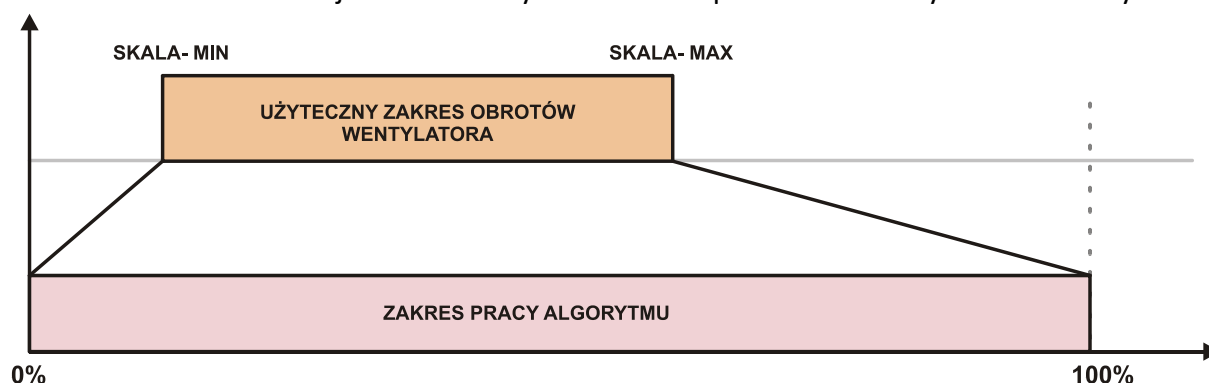 SKALA- MIN
SKALA- MAX
UŻYTECZNY ZAKRES OBROTÓW
WENTYLATORA
ZAKRES PRACY ALGORYTMU
0%
100%